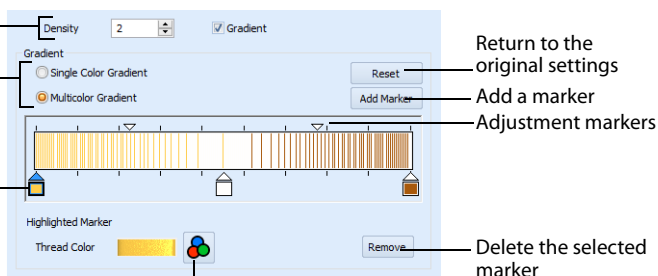 Density 2 Gradient
Gradient
Single Color Gradient
Multicolor Gradient
Reset
Add Marker
Return to the
original settings
Add a marker
Adjustment markers
Highlighted Marker
Thread Color
Remove
Delete the selected
marker